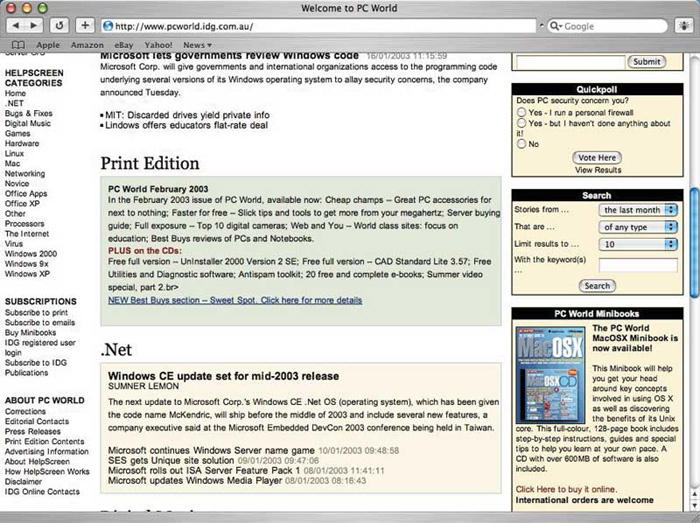 Welcome to PC World
http://www.pcworld.idg.com.au/
Google
Apple Amazon eBay Yahoo! News
HELPSCREEN
CATEGORIES
Home
.NET
Bugs & Fixes
Digital Music
Games
Hardware
Linux
Mac
Networking
Novice
Office Apps
Office XP
Other
Processors
The Internet
Virus
Windows 2000
Windows 9x
Windows XP
SUBSCRIPTIONS
Subscribe to print
Subscribe to emails
Buy Minibooks
IDG registered user
login
Subscribe to IDG
Publications
ABOUT PC WORLD
Corrections
Editorial Contacts
Press Releases
Print Edition Contents
Advertising Information
About HelpScreen
How HelpScreen Works
Disclaimer
IDG Online Contacts
Microsoft lets governments review Windows code 16/01/2003 11:15:59
Microsoft Corp. will give governments and international organizations access to the programming code
underlying several versions of its Windows operating system to allay security concerns, the company
announced Tuesday.
▪ MIT: Discarded drives yield private info
▪ Lindows offers educators flat-rate deal
Print Edition
PC World February 2003
In the February 2003 issue of PC World, available now: Cheap champs – Great PC accessories for
next to nothing; Faster for free – Slick tips and tools to get more from your megahertz; Server buying
guide; Full exposure – Top 10 digital cameras; Web and You – World class sites: focus on
education; Best Buys reviews of PCs and Notebooks.
PLUS on the CDs:
Free full version – UnInstaller 2000 Version 2 SE; Free full version – CAD Standard Lite 3.57; Free
Utilities and Diagnostic software; Antispam toolkit; 20 free and complete e-books; Summer video
special, part 2.br>
NEW Best Buys section – Sweet Spot. Click here for more details
.Net
Windows CE update set for mid-2003 release
SUMNER LEMON
The next update to Microsoft Corp.'s Windows CE .Net OS (operating system), which has been given
the code name McKendric, will ship before the middle of 2003 and include several new features, a
company executive said at the Microsoft Embedded DevCon 2003 conference being held in Taiwan.
Microsoft continues Windows Server name game 10/01/2003 09:48:58
SES gets Unique site solution 09/01/2003 09:47:06
Microsoft rolls out ISA Server Feature Pack 1 08/01/2003 11:41:11
Microsoft updates Windows Media Player 08/01/2003 08:16:43
Submit
Quickpoll
Does PC security concern you?
Yes - I run a personal firewall
Yes - but I haven't done anything about
it!
No
Vote Here
View Results
Search
Stories from ... the last month
That are ... of any type
Limit results to ... 10
With the keyword(s)
...
Search
PC World Minibooks
MacOSX
The PC World
MacOSX Minibook is
now available!
This Minibook will
help you get your
head around key concepts
involved in using OS X
as well as discovering
the benefits of its Unix
core. This full-colour, 128-page book includes
step-by-step instructions, guides and special
tips to help you learn at your own pace. A
CD with over 600MB of software is also
included.
Click Here to buy it online.
International orders are welcome